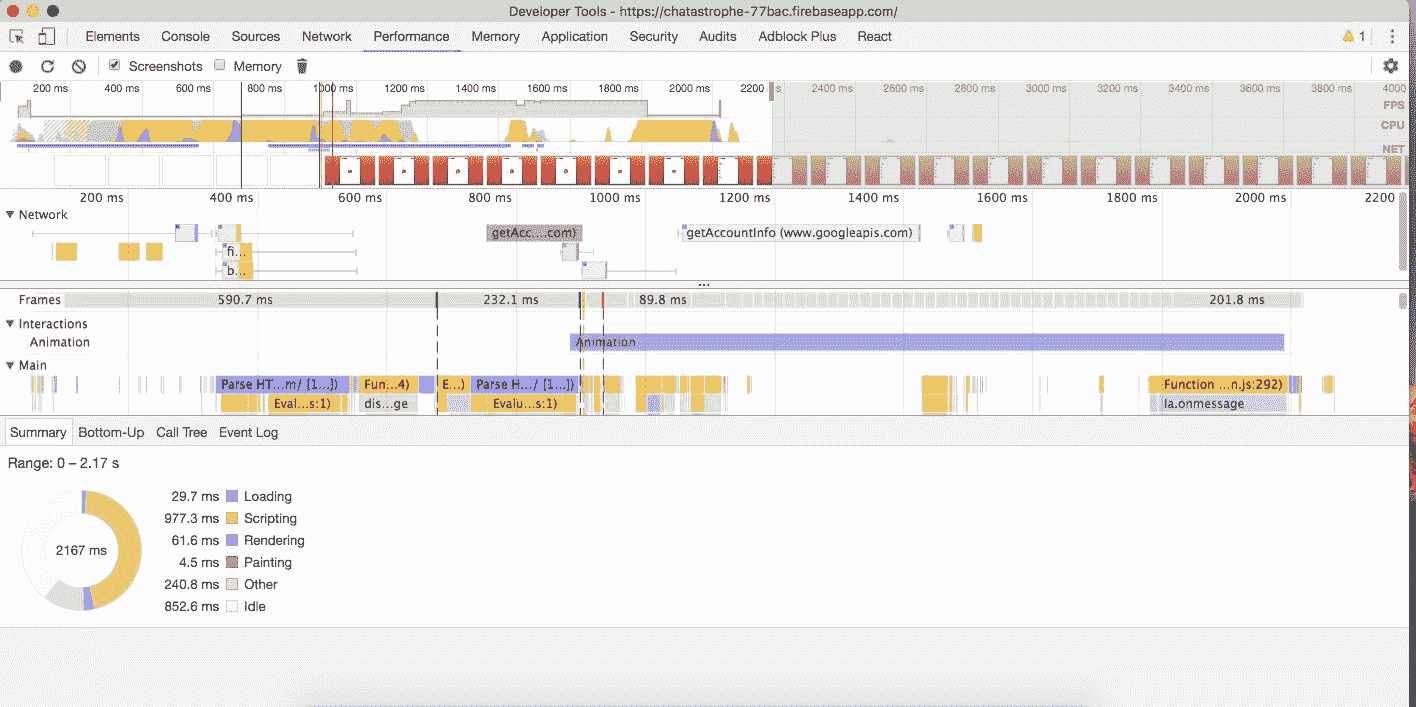 Developer Tools - https://chatastrophe-77bac.firebaseapp.com/
Elements Console Sources Network Performance Memory Application Security Audits Adblock Plus React 1
Screenshots Memory
200 ms 400 ms 600 ms 800 ms 1000 ms 1200 ms 1400 ms 1600 ms 1800 ms 2000 ms 2200 ms 2400 ms 2600 ms 2800 ms 3000 ms 3200 ms 3400 ms 3600 ms 3800 ms 4000
FPS
CPU
NET
200 ms 400 ms 600 ms 800 ms 1000 ms 1200 ms 1400 ms 1600 ms 1800 ms 2000 ms 2200
Network
getAcc....com) getAccountInfo (www.googleapis.com)
fi...
b...
...
Frames 590.7 ms 232.1 ms 89.8 ms 201.8 ms
Interactions
Animation Animation
Main
Parse HT...m/ [1...]) Fun...4) E...) Parse H.../ [1...]) Function ...n.js:292)
Eval...s:1) dis...ge Evalu...s:1) la.onmessage
Summary Bottom-Up Call Tree Event Log
Range: 0 – 2.17 s
29.7 ms Loading
977.3 ms Scripting
2167 ms
61.6 ms Rendering
4.5 ms Painting
240.8 ms Other
852.6 ms Idle